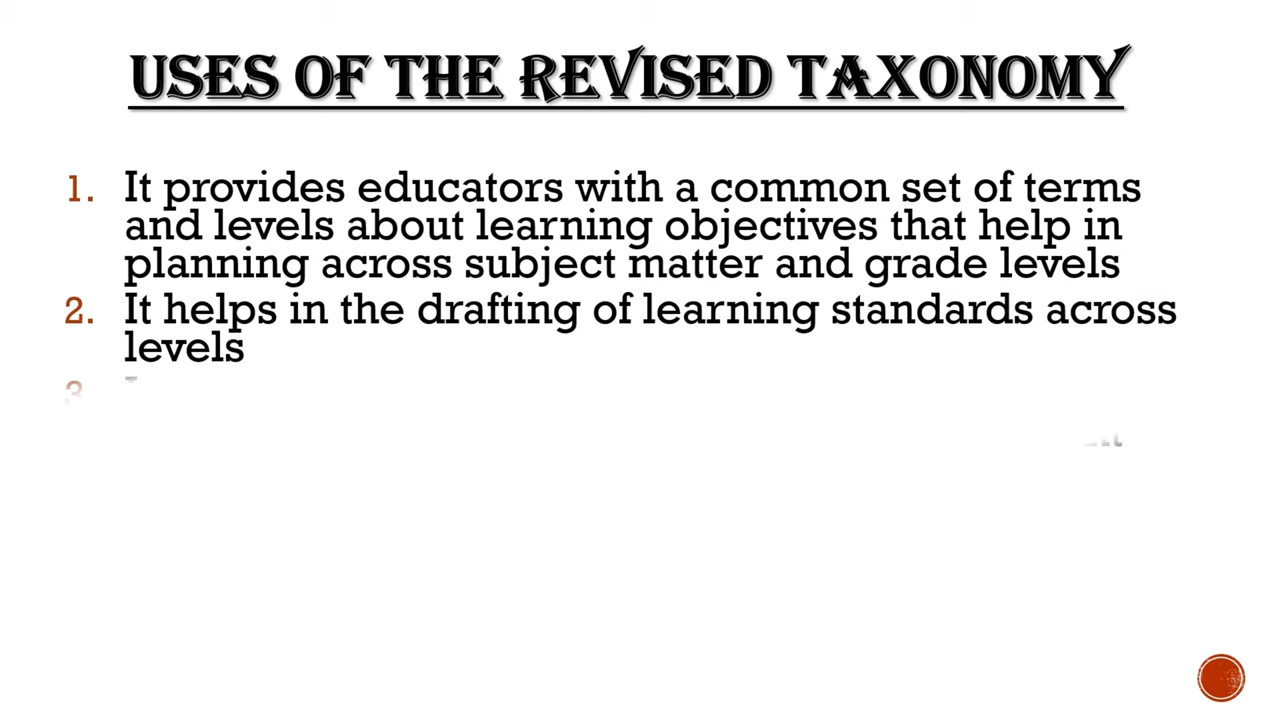 USES OF THE REVISED TAXONOMY
1. It provides educators with a common set of terms
and levels about learning objectives that help in
planning across subject matter and grade levels
2. It helps in the drafting of learning standards across
levels
3.